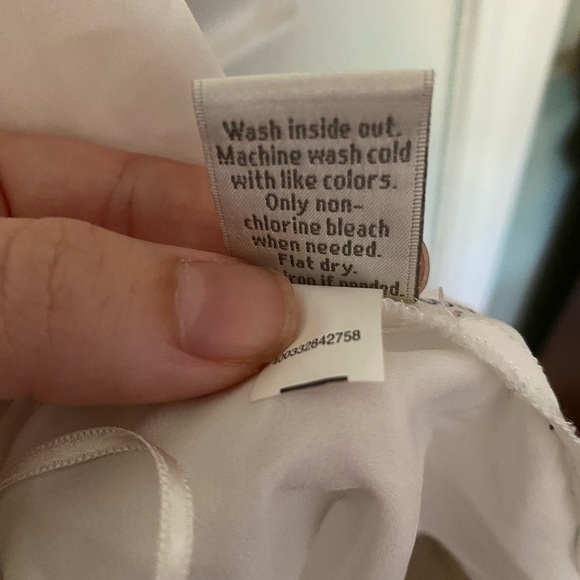 Wash inside out.
Machine wash cold
with like colors.
Only non-
chlorine bleach
when needed.
Flat dry.
iron if needed.
400332842758